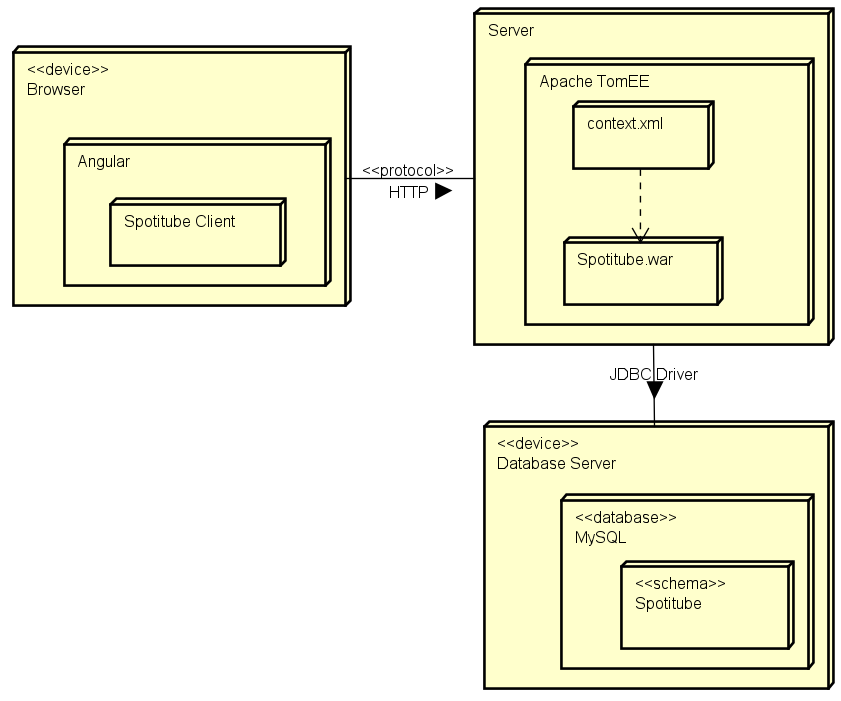 <<device>>
Browser
Angular
Spotitube Client
<<protocol>>
HTTP
Server
Apache TomEE
context.xml
Spotitube.war
JDBC Driver
<<device>>
Database Server
<<database>>
MySQL
<<schema>>
Spotitube